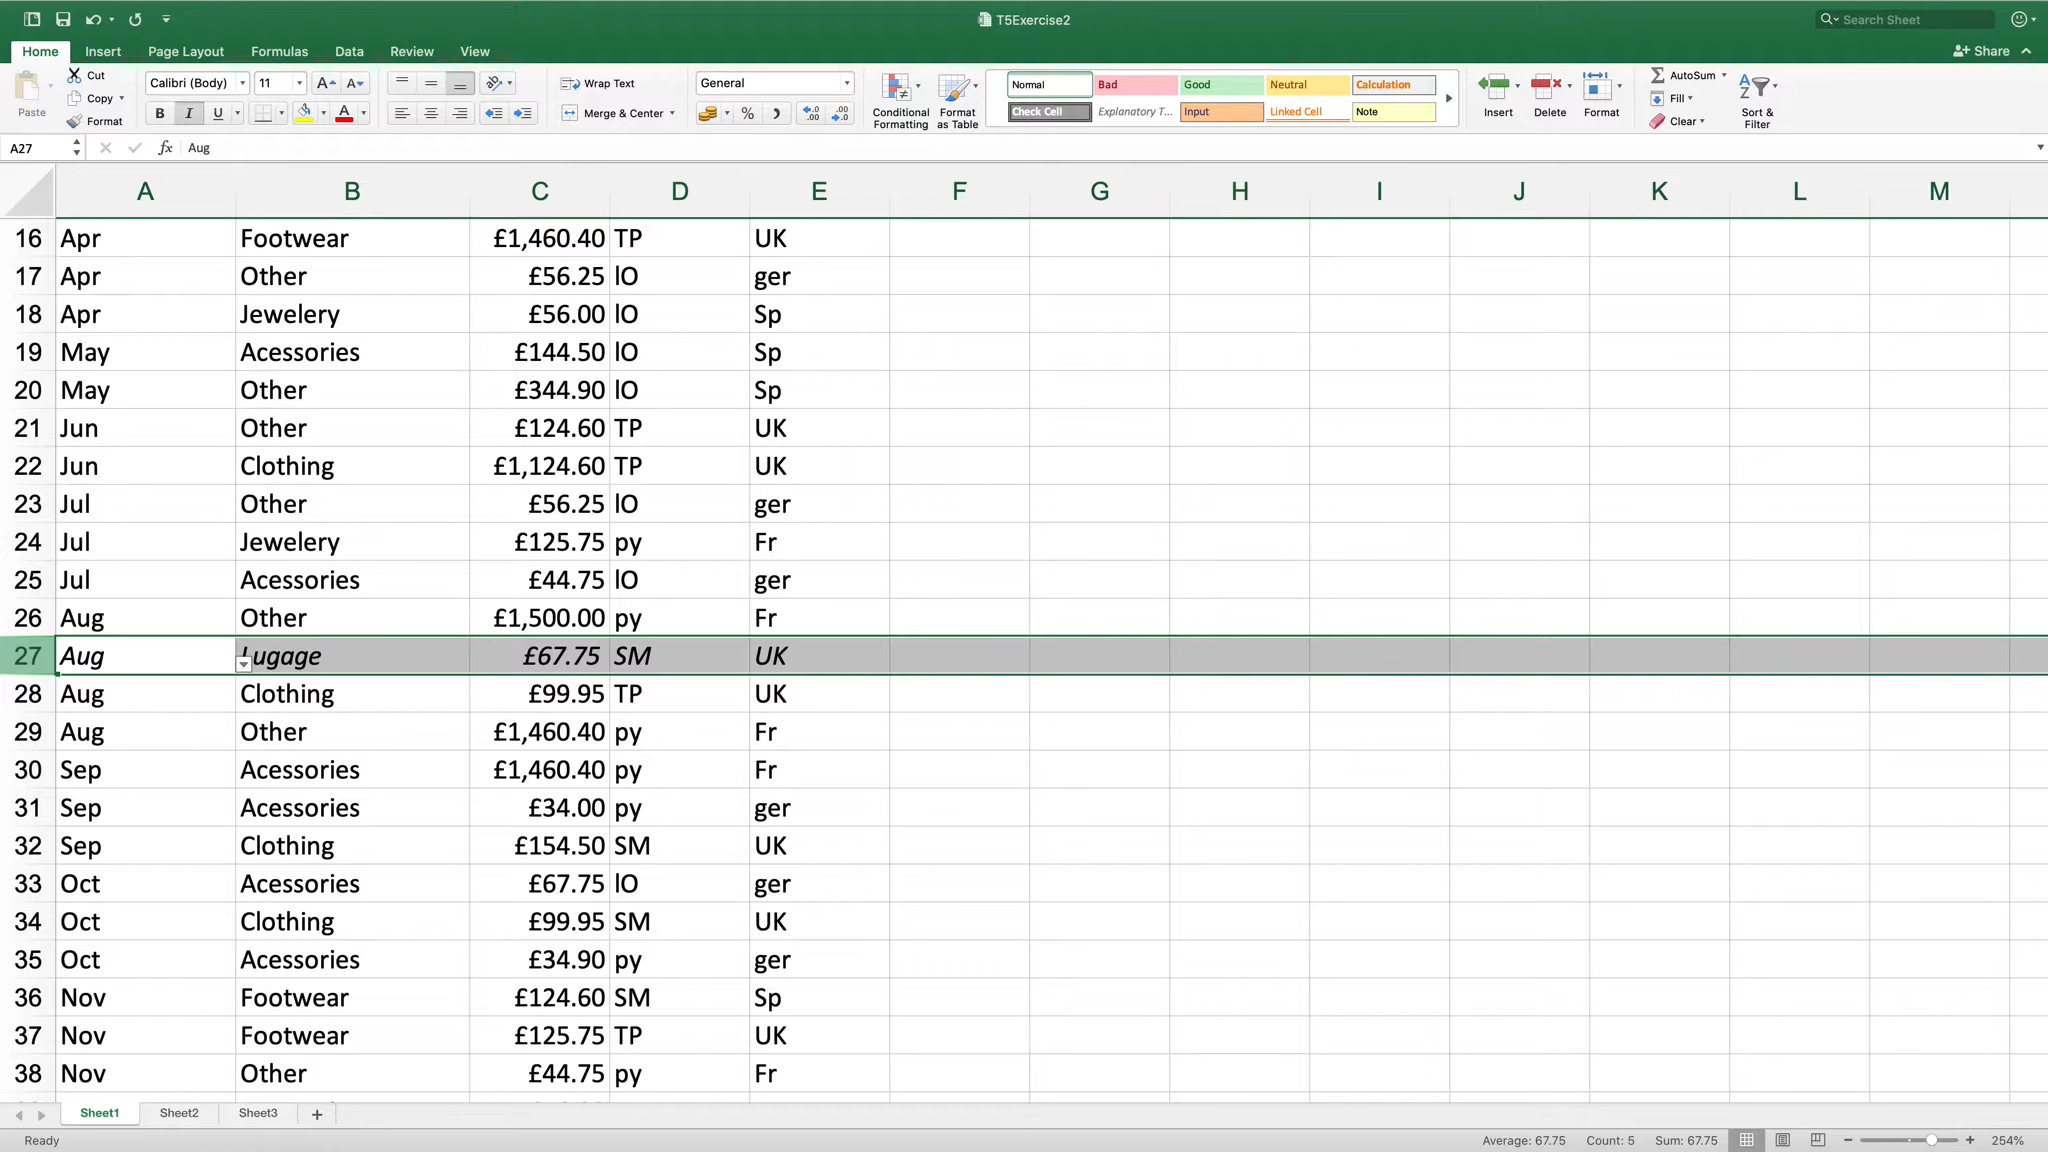 T5Exercise2
Search Sheet
Home Insert Page Layout Formulas Data Review View
Share
Paste
Cut
Copy
Format
Calibri (Body) 11
B I U
Wrap Text
Merge & Center
General
Conditional Formatting
Format as Table
Normal Bad Good Neutral Calculation
Check Cell Explanatory T... Input Linked Cell Note
Insert Delete Format
AutoSum
Fill
Clear
Sort & Filter
A27 fx Aug
A B C D E F G H I J K L M
16 Apr Footwear £1,460.40 TP UK
17 Apr Other £56.25 lO ger
18 Apr Jewelery £56.00 lO Sp
19 May Acessories £144.50 lO Sp
20 May Other £344.90 lO Sp
21 Jun Other £124.60 TP UK
22 Jun Clothing £1,124.60 TP UK
23 Jul Other £56.25 lO ger
24 Jul Jewelery £125.75 py Fr
25 Jul Acessories £44.75 lO ger
26 Aug Other £1,500.00 py Fr
27 Aug Lugage £67.75 SM UK
28 Aug Clothing £99.95 TP UK
29 Aug Other £1,460.40 py Fr
30 Sep Acessories £1,460.40 py Fr
31 Sep Acessories £34.00 py ger
32 Sep Clothing £154.50 SM UK
33 Oct Acessories £67.75 lO ger
34 Oct Clothing £99.95 SM UK
35 Oct Acessories £34.90 py ger
36 Nov Footwear £124.60 SM Sp
37 Nov Footwear £125.75 TP UK
38 Nov Other £44.75 py Fr
Sheet1 Sheet2 Sheet3 +
Ready Average: 67.75 Count: 5 Sum: 67.75 254%